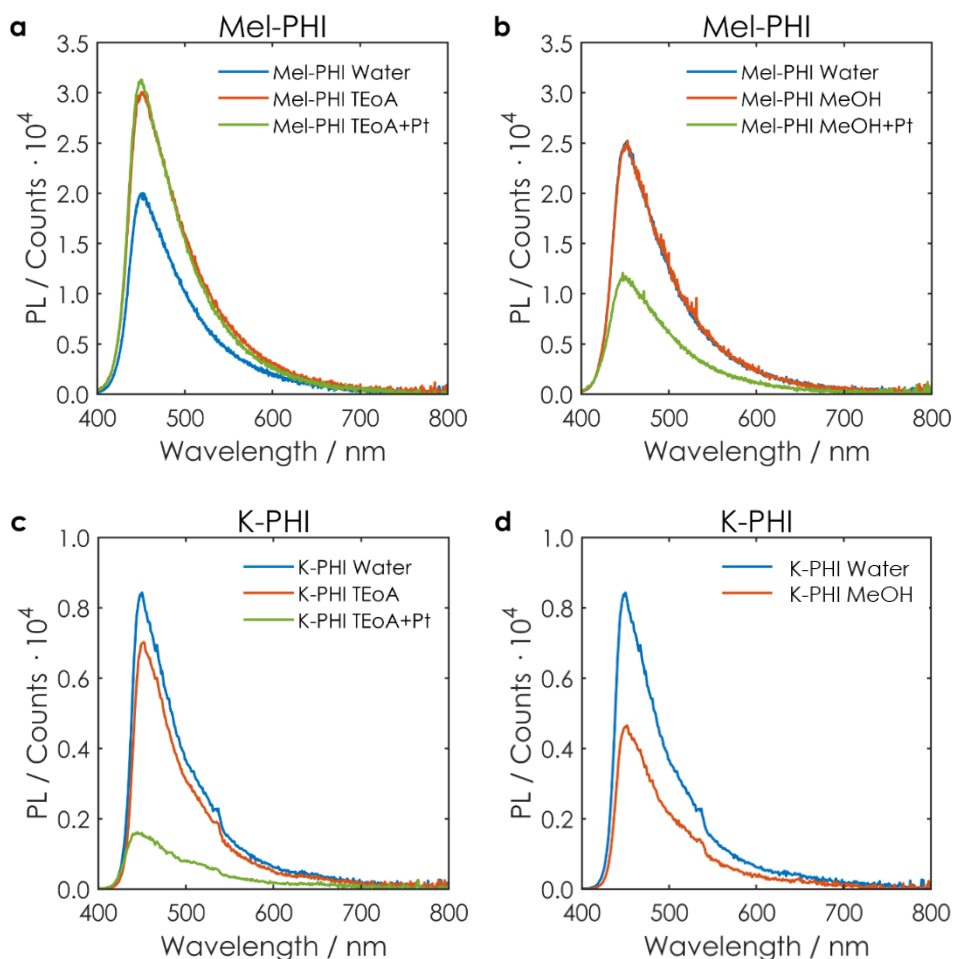 a
Mel-PHI
3.5
3.0
2.5
2.0
1.5
1.0
0.5
0.0
PL / Counts · 10⁴
Mel-PHI Water
Mel-PHI TEoA
Mel-PHI TEoA+Pt
400 500 600 700 800
Wavelength / nm
b
Mel-PHI
3.5
3.0
2.5
2.0
1.5
1.0
0.5
0.0
PL / Counts · 10⁴
Mel-PHI Water
Mel-PHI MeOH
Mel-PHI MeOH+Pt
400 500 600 700 800
Wavelength / nm
c
K-PHI
1.0
0.8
0.6
0.4
0.2
0.0
PL / Counts · 10⁴
K-PHI Water
K-PHI TEoA
K-PHI TEoA+Pt
400 500 600 700 800
Wavelength / nm
d
K-PHI
1.0
0.8
0.6
0.4
0.2
0.0
PL / Counts · 10⁴
K-PHI Water
K-PHI MeOH
400 500 600 700 800
Wavelength / nm